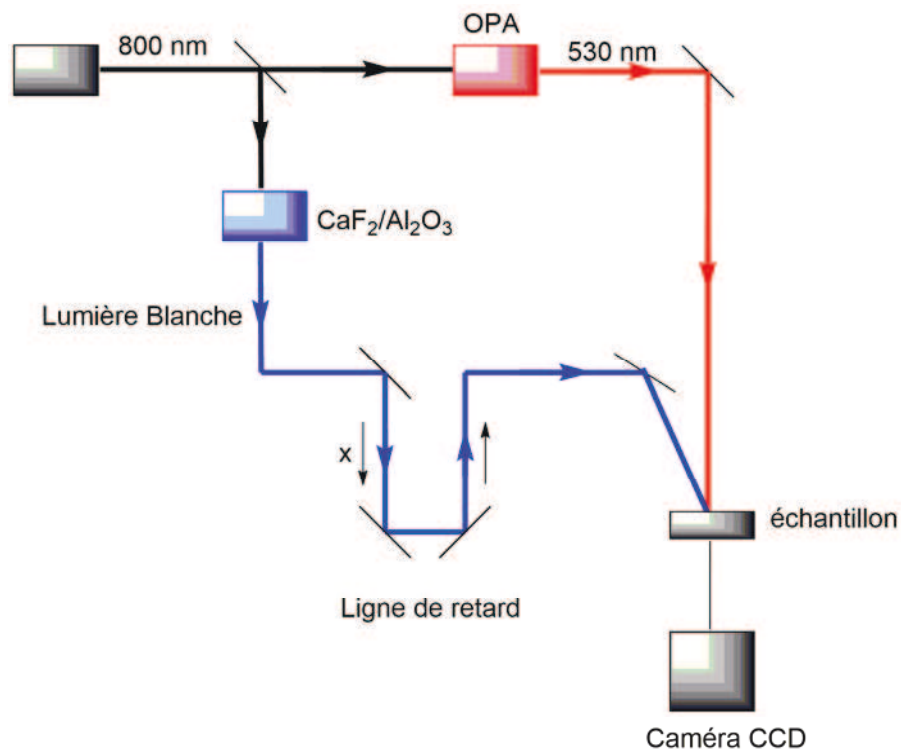 OPA
800 nm
530 nm
CaF₂/Al₂O₃
Lumière Blanche
x
échantillon
Ligne de retard
Caméra CCD